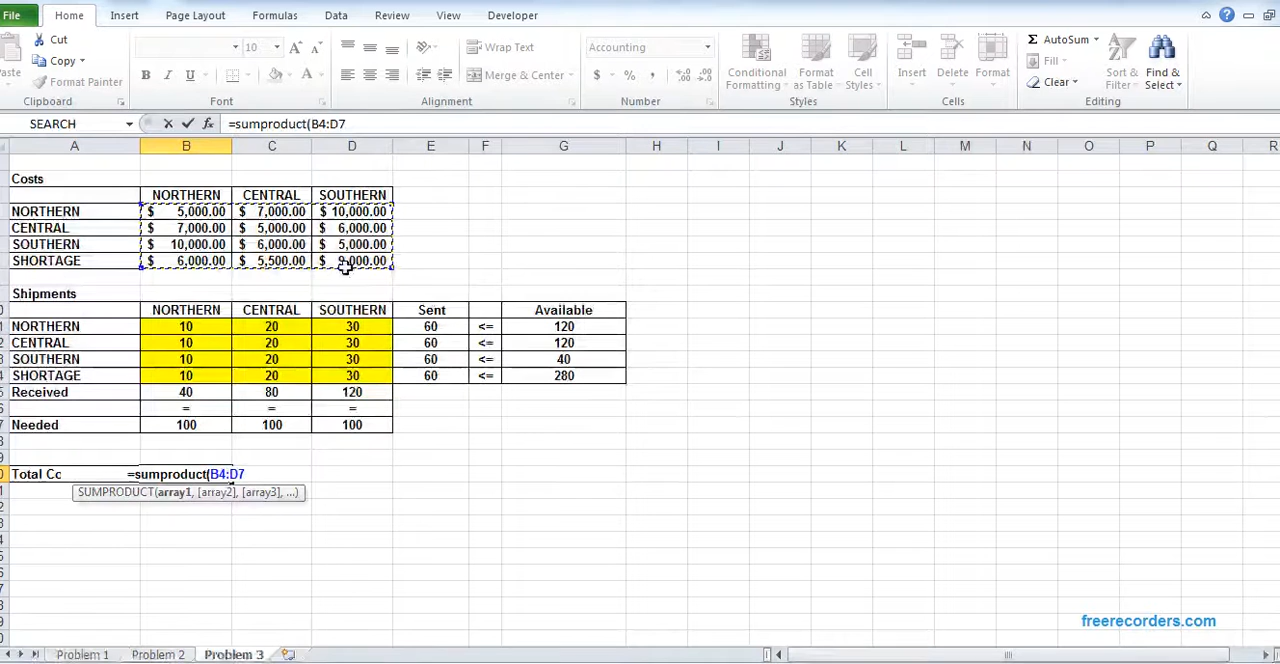 File Home Insert Page Layout Formulas Data Review View Developer
Cut
Copy
Format Painter
Clipboard
10
Font
Wrap Text
Merge & Center
Alignment
Accounting
Number
Conditional Formatting
Format as Table
Cell Styles
Styles
Insert
Delete
Format
Cells
AutoSum
Fill
Clear
Sort & Filter
Find & Select
Editing
SEARCH =sumproduct(B4:D7
A B C D E F G H I J K L M N O P Q R
Costs
NORTHERN CENTRAL SOUTHERN
NORTHERN $ 5,000.00 $ 7,000.00 $ 10,000.00
CENTRAL $ 7,000.00 $ 5,000.00 $ 6,000.00
SOUTHERN $ 10,000.00 $ 6,000.00 $ 5,000.00
SHORTAGE $ 6,000.00 $ 5,500.00 $
Shipments
NORTHERN CENTRAL SOUTHERN Sent Available
NORTHERN 10 20 30 60 <= 120
CENTRAL 10 20 30 60 <= 120
SOUTHERN 10 20 30 60 <= 40
SHORTAGE 10 20 30 60 <= 280
Received 40 80 120
= = =
Needed 100 100 100
Total Cc =sumproduct(B4:D7
SUMPRODUCT(array1, [array2], [array3], ...)
freerecorders.com
Problem 1 Problem 2 Problem 3